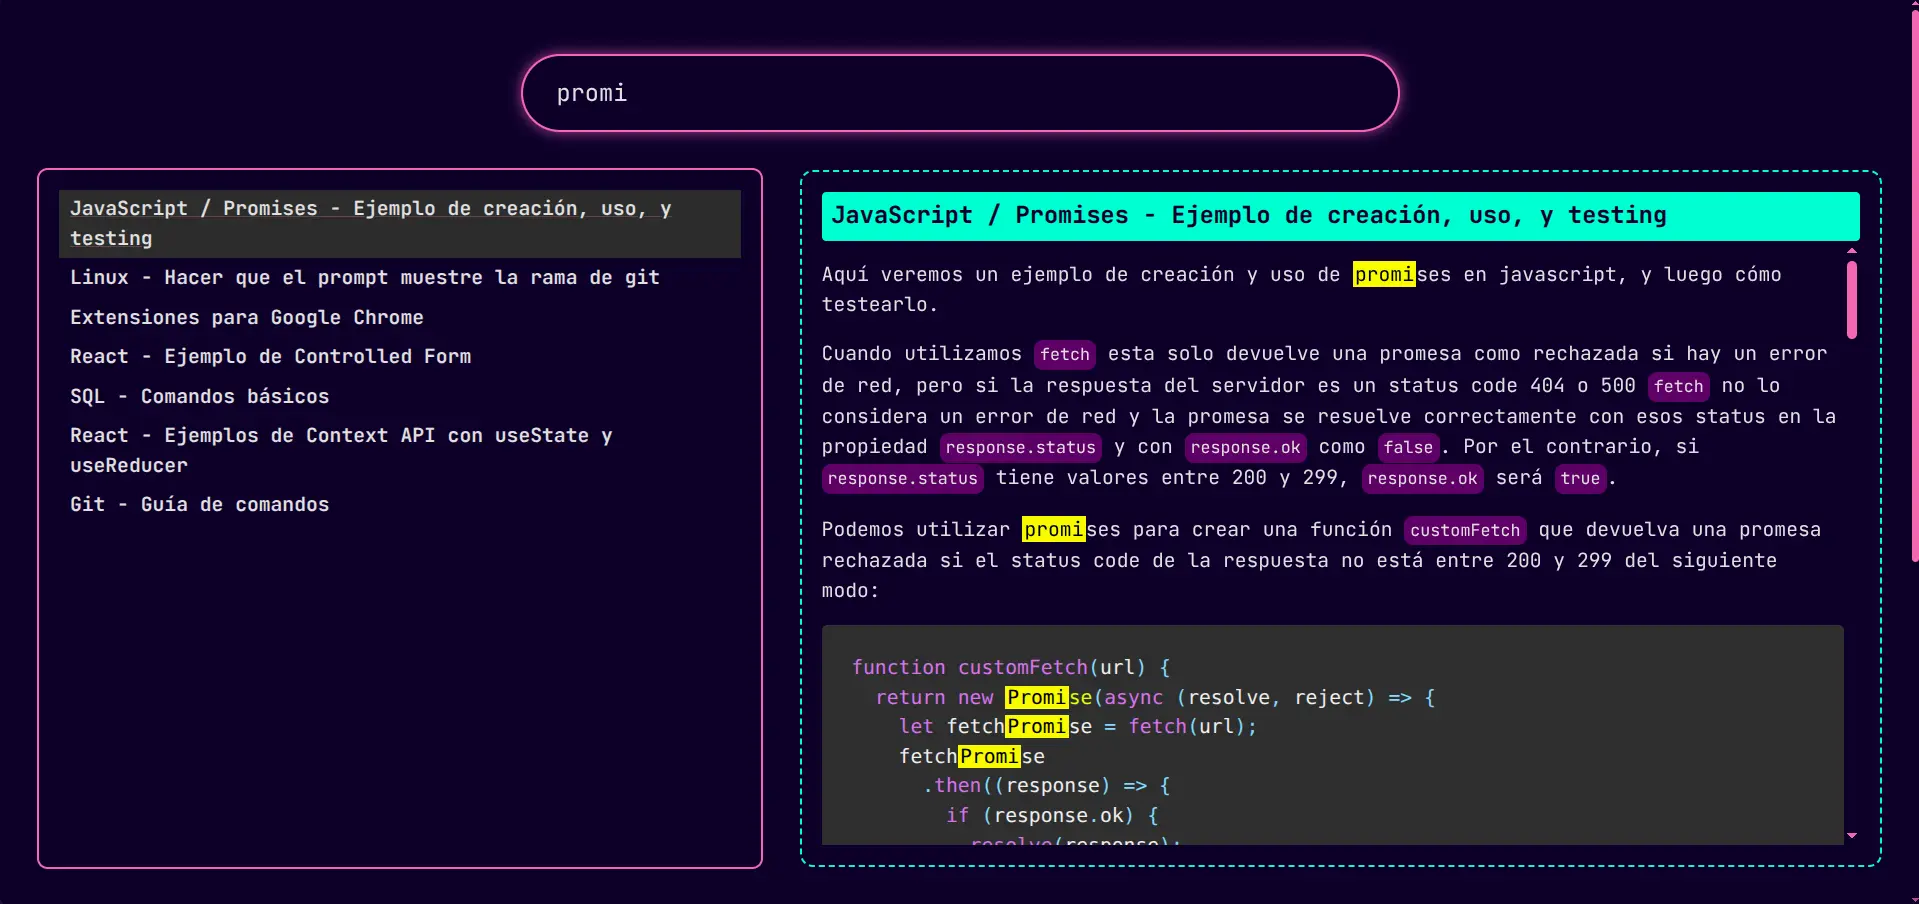 promi
JavaScript / Promises - Ejemplo de creación, uso, y
testing
Linux - Hacer que el prompt muestre la rama de git
Extensiones para Google Chrome
React - Ejemplo de Controlled Form
SQL - Comandos básicos
React - Ejemplos de Context API con useState y
useReducer
Git - Guía de comandos
JavaScript / Promises - Ejemplo de creación, uso, y testing
Aquí veremos un ejemplo de creación y uso de promises en javascript, y luego cómo
testearlo.
Cuando utilizamos fetch esta solo devuelve una promesa como rechazada si hay un error
de red, pero si la respuesta del servidor es un status code 404 o 500 fetch no lo
considera un error de red y la promesa se resuelve correctamente con esos status en la
propiedad response.status y con response.ok como false. Por el contrario, si
response.status tiene valores entre 200 y 299, response.ok será true.
Podemos utilizar promises para crear una función customFetch que devuelva una promesa
rechazada si el status code de la respuesta no está entre 200 y 299 del siguiente
modo:
function customFetch(url) {
return new Promise(async (resolve, reject) => {
let fetchPromise = fetch(url);
fetchPromise
.then((response) => {
if (response.ok) {
resolve(response);